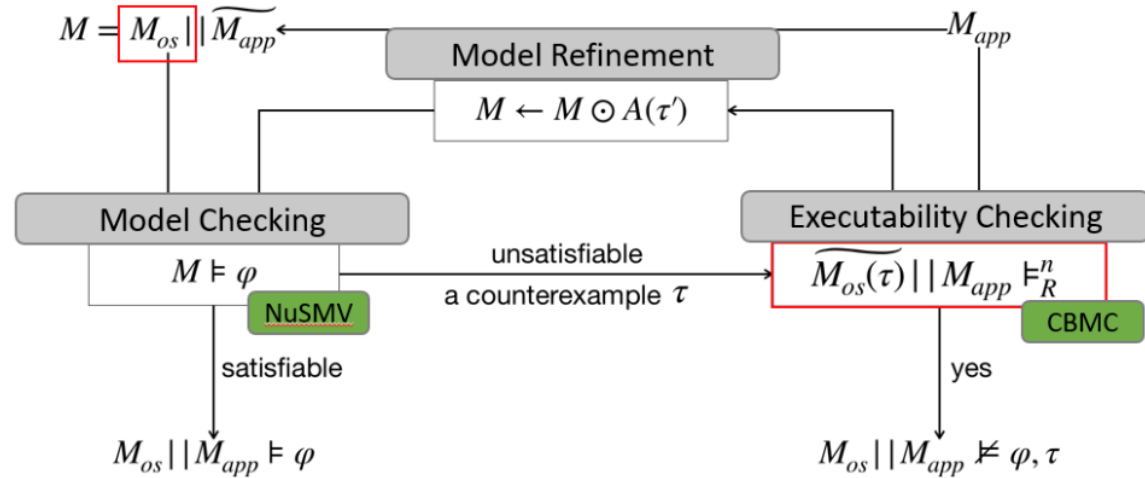 M = M_os || \widetilde{M_app}
M_app
Model Refinement
M ← M ⊙ A(τ′)
Model Checking
Executability Checking
M ⊨ φ
unsatisfiable
a counterexample τ
\widetilde{M_os(τ)} || M_app ⊨^n_R
NuSMV
CBMC
satisfiable
yes
M_os || M_app ⊨ φ
M_os || M_app ⊭ φ, τ